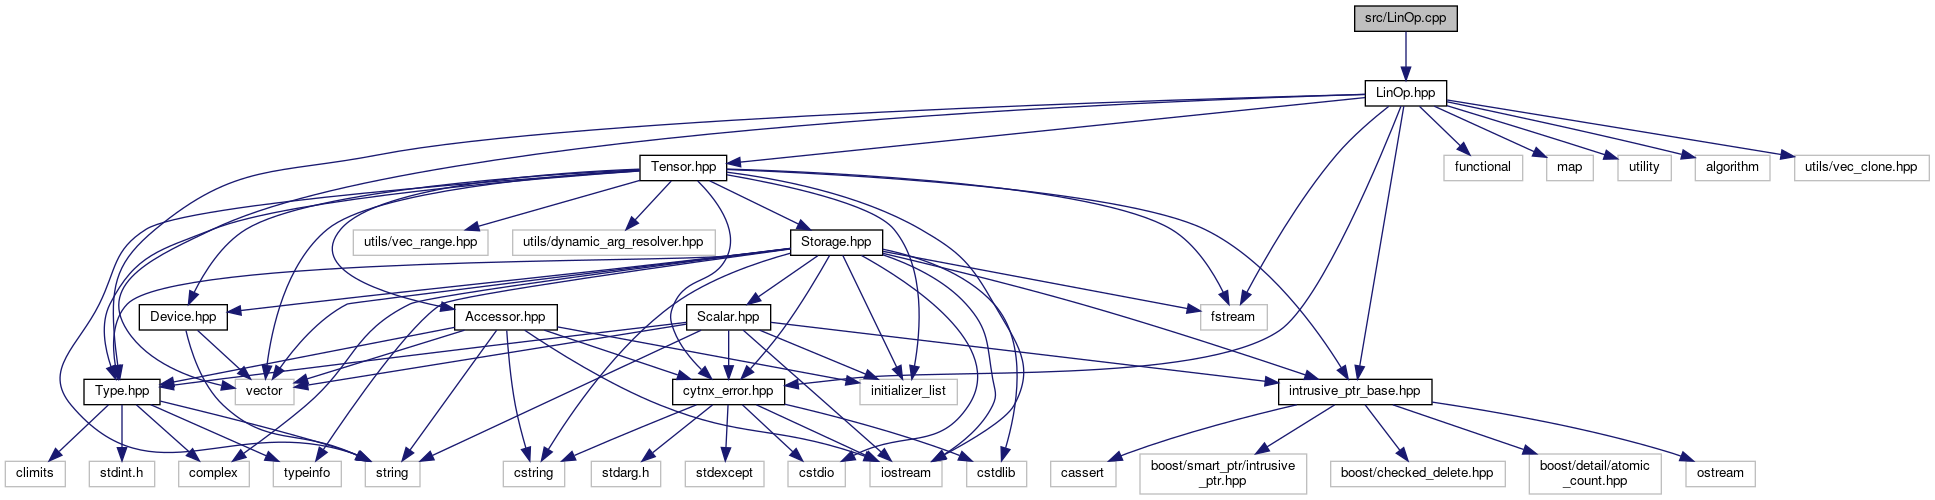 src/LinOp.cpp
LinOp.hpp
Tensor.hpp
functional
map
utility
algorithm
utils/vec_clone.hpp
utils/vec_range.hpp
utils/dynamic_arg_resolver.hpp
Storage.hpp
Device.hpp
Accessor.hpp
Scalar.hpp
fstream
Type.hpp
vector
cytnx_error.hpp
initializer_list
intrusive_ptr_base.hpp
climits
stdint.h
complex
typeinfo
string
cstring
stdarg.h
stdexcept
cstdio
iostream
cstdlib
cassert
boost/smart_ptr/intrusive
_ptr.hpp
boost/checked_delete.hpp
boost/detail/atomic
_count.hpp
ostream